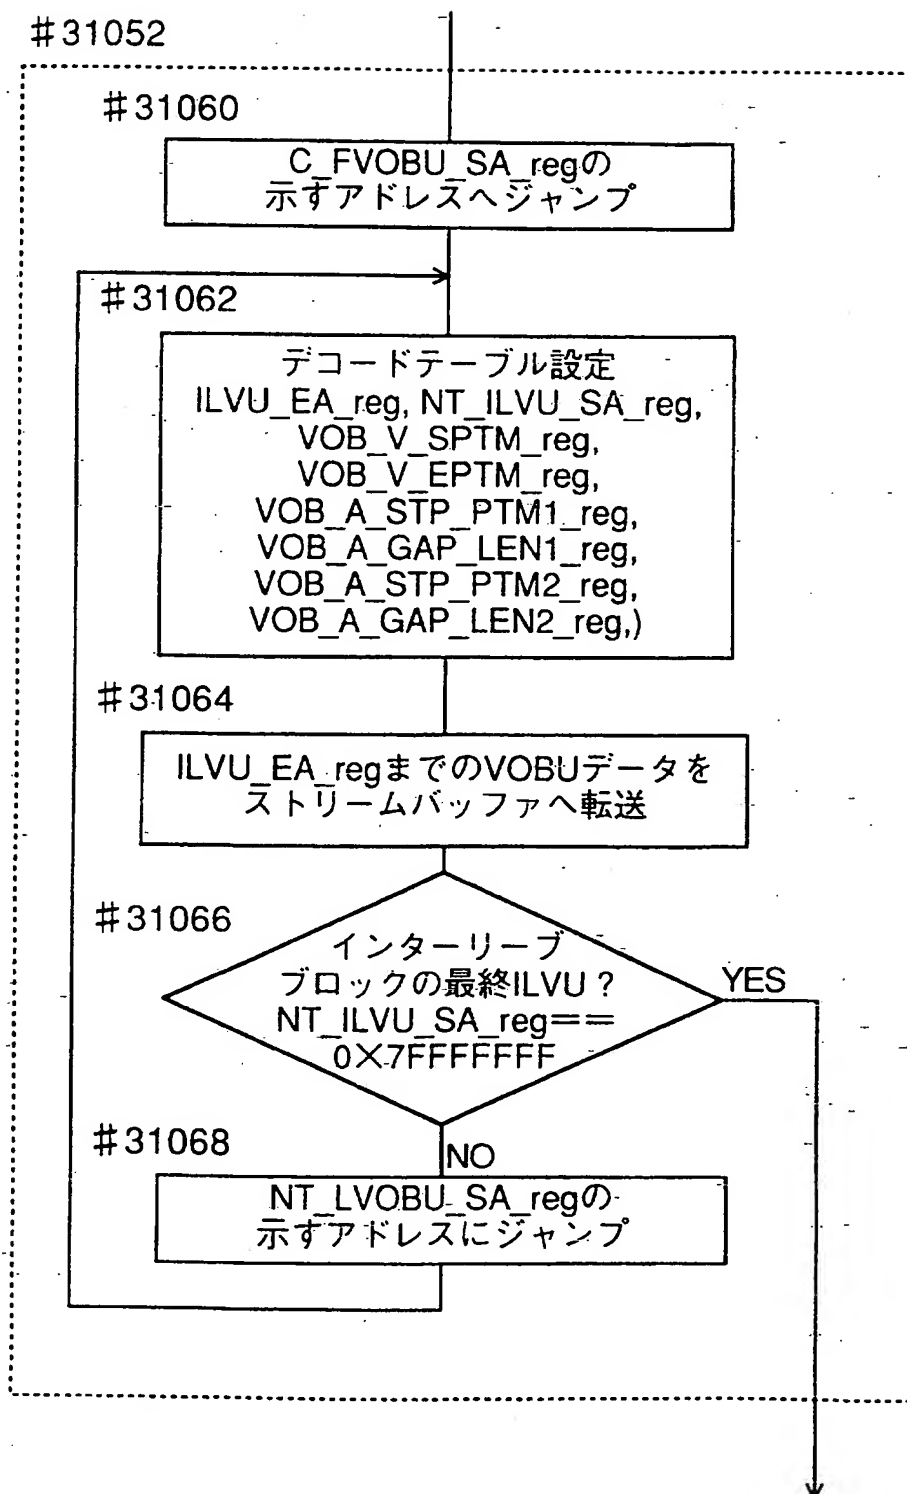 #31052
#31060
C_FVOBU_SA_regの
示すアドレスへジャンプ
#31062
デコードテーブル設定
ILVU_EA_reg, NT_ILVU_SA_reg,
VOB_V_SPTM_reg,
VOB_V_EPTM_reg,
VOB_A_STP_PTM1_reg,
VOB_A_GAP_LEN1_reg,
VOB_A_STP_PTM2_reg,
VOB_A_GAP_LEN2_reg,)
#31064
ILVU_EA_regまでのVOBUデータを
ストリームバッファへ転送
#31066
インターリーブ
ブロックの最終ILVU?
NT_ILVU_SA_reg==
0×7FFFFFFF
YES
#31068
NO
NT_LVOBU_SA_regの
示すアドレスにジャンプ